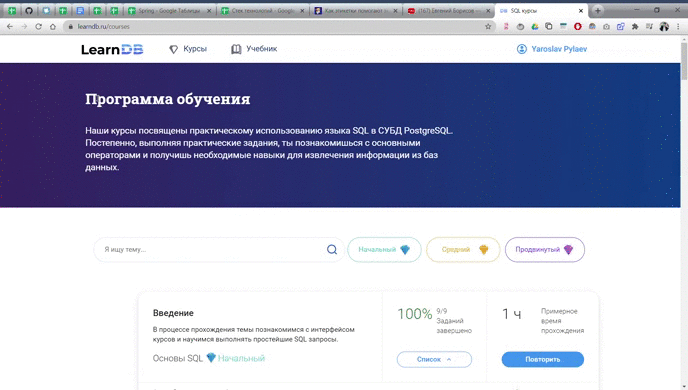 Spring - Google Таблицы
Стек технологий - Google
Как этикетки помогают
(167) Евгений Борисов
SQL курсы
learndb.ru/courses
LearnDB
Курсы
Учебник
Yaroslav Pylaev
Программа обучения
Наши курсы посвящены практическому использованию языка SQL в СУБД PostgreSQL.
Постепенно, выполняя практические задания, ты познакомишься с основными
операторами и получишь необходимые навыки для извлечения информации из баз
данных.
Я ищу тему...
Начальный
Средний
Продвинутый
Введение
В процессе прохождения темы познакомимся с интерфейсом
курсов и научимся выполнять простейшие SQL запросы.
Основы SQL Начальный
100%
9/9
Заданий
завершено
Список
1 ч
Примерное
время
прохождения
Повторить